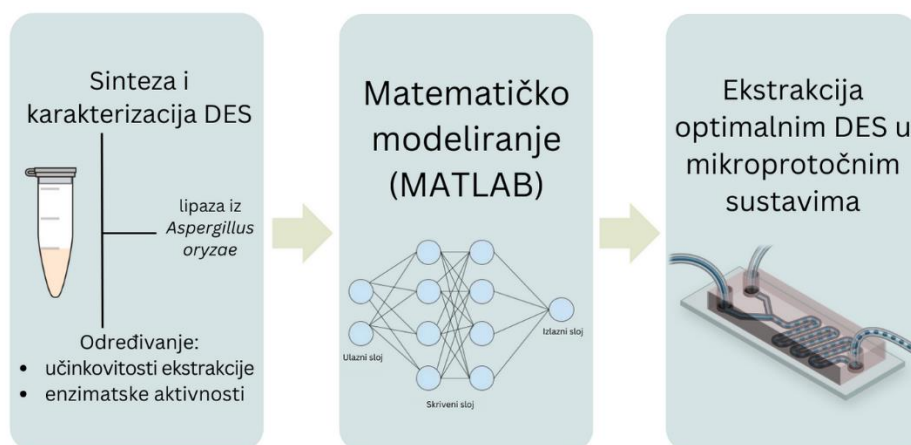 Sinteza i
karakterizacija DES
lipaza iz
Aspergillus
oryzae
Određivanje:
• učinkovitosti ekstrakcije
• enzimatske aktivnosti
Matematičko
modeliranje
(MATLAB)
Ulazni sloj
Izlazni sloj
Skriveni sloj
Ekstrakcija
optimalnim DES u
mikroprotočnim
sustavima